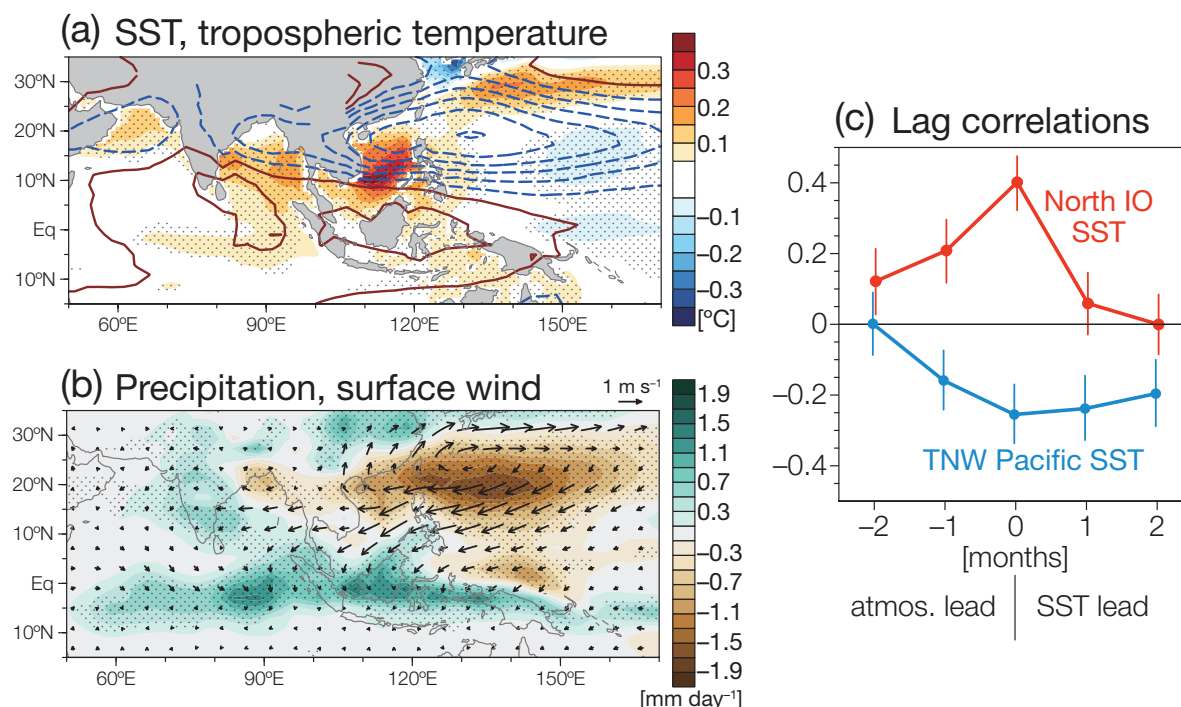 (a) SST, tropospheric temperature
30ºN
20ºN
10ºN
Eq
10ºN
60ºE
90ºE
120ºE
150ºE
0.3
0.2
0.1
–0.1
–0.2
–0.3
[ºC]
(b) Precipitation, surface wind
1 m s⁻¹
30ºN
20ºN
10ºN
Eq
10ºN
60ºE
90ºE
120ºE
150ºE
1.9
1.5
1.1
0.7
0.3
–0.3
–0.7
–1.1
–1.5
–1.9
[mm day⁻¹]
(c) Lag correlations
0.4
0.2
0
–0.2
–0.4
North IO
SST
TNW Pacific SST
–2
–1
0
1
2
[months]
atmos. lead
SST lead